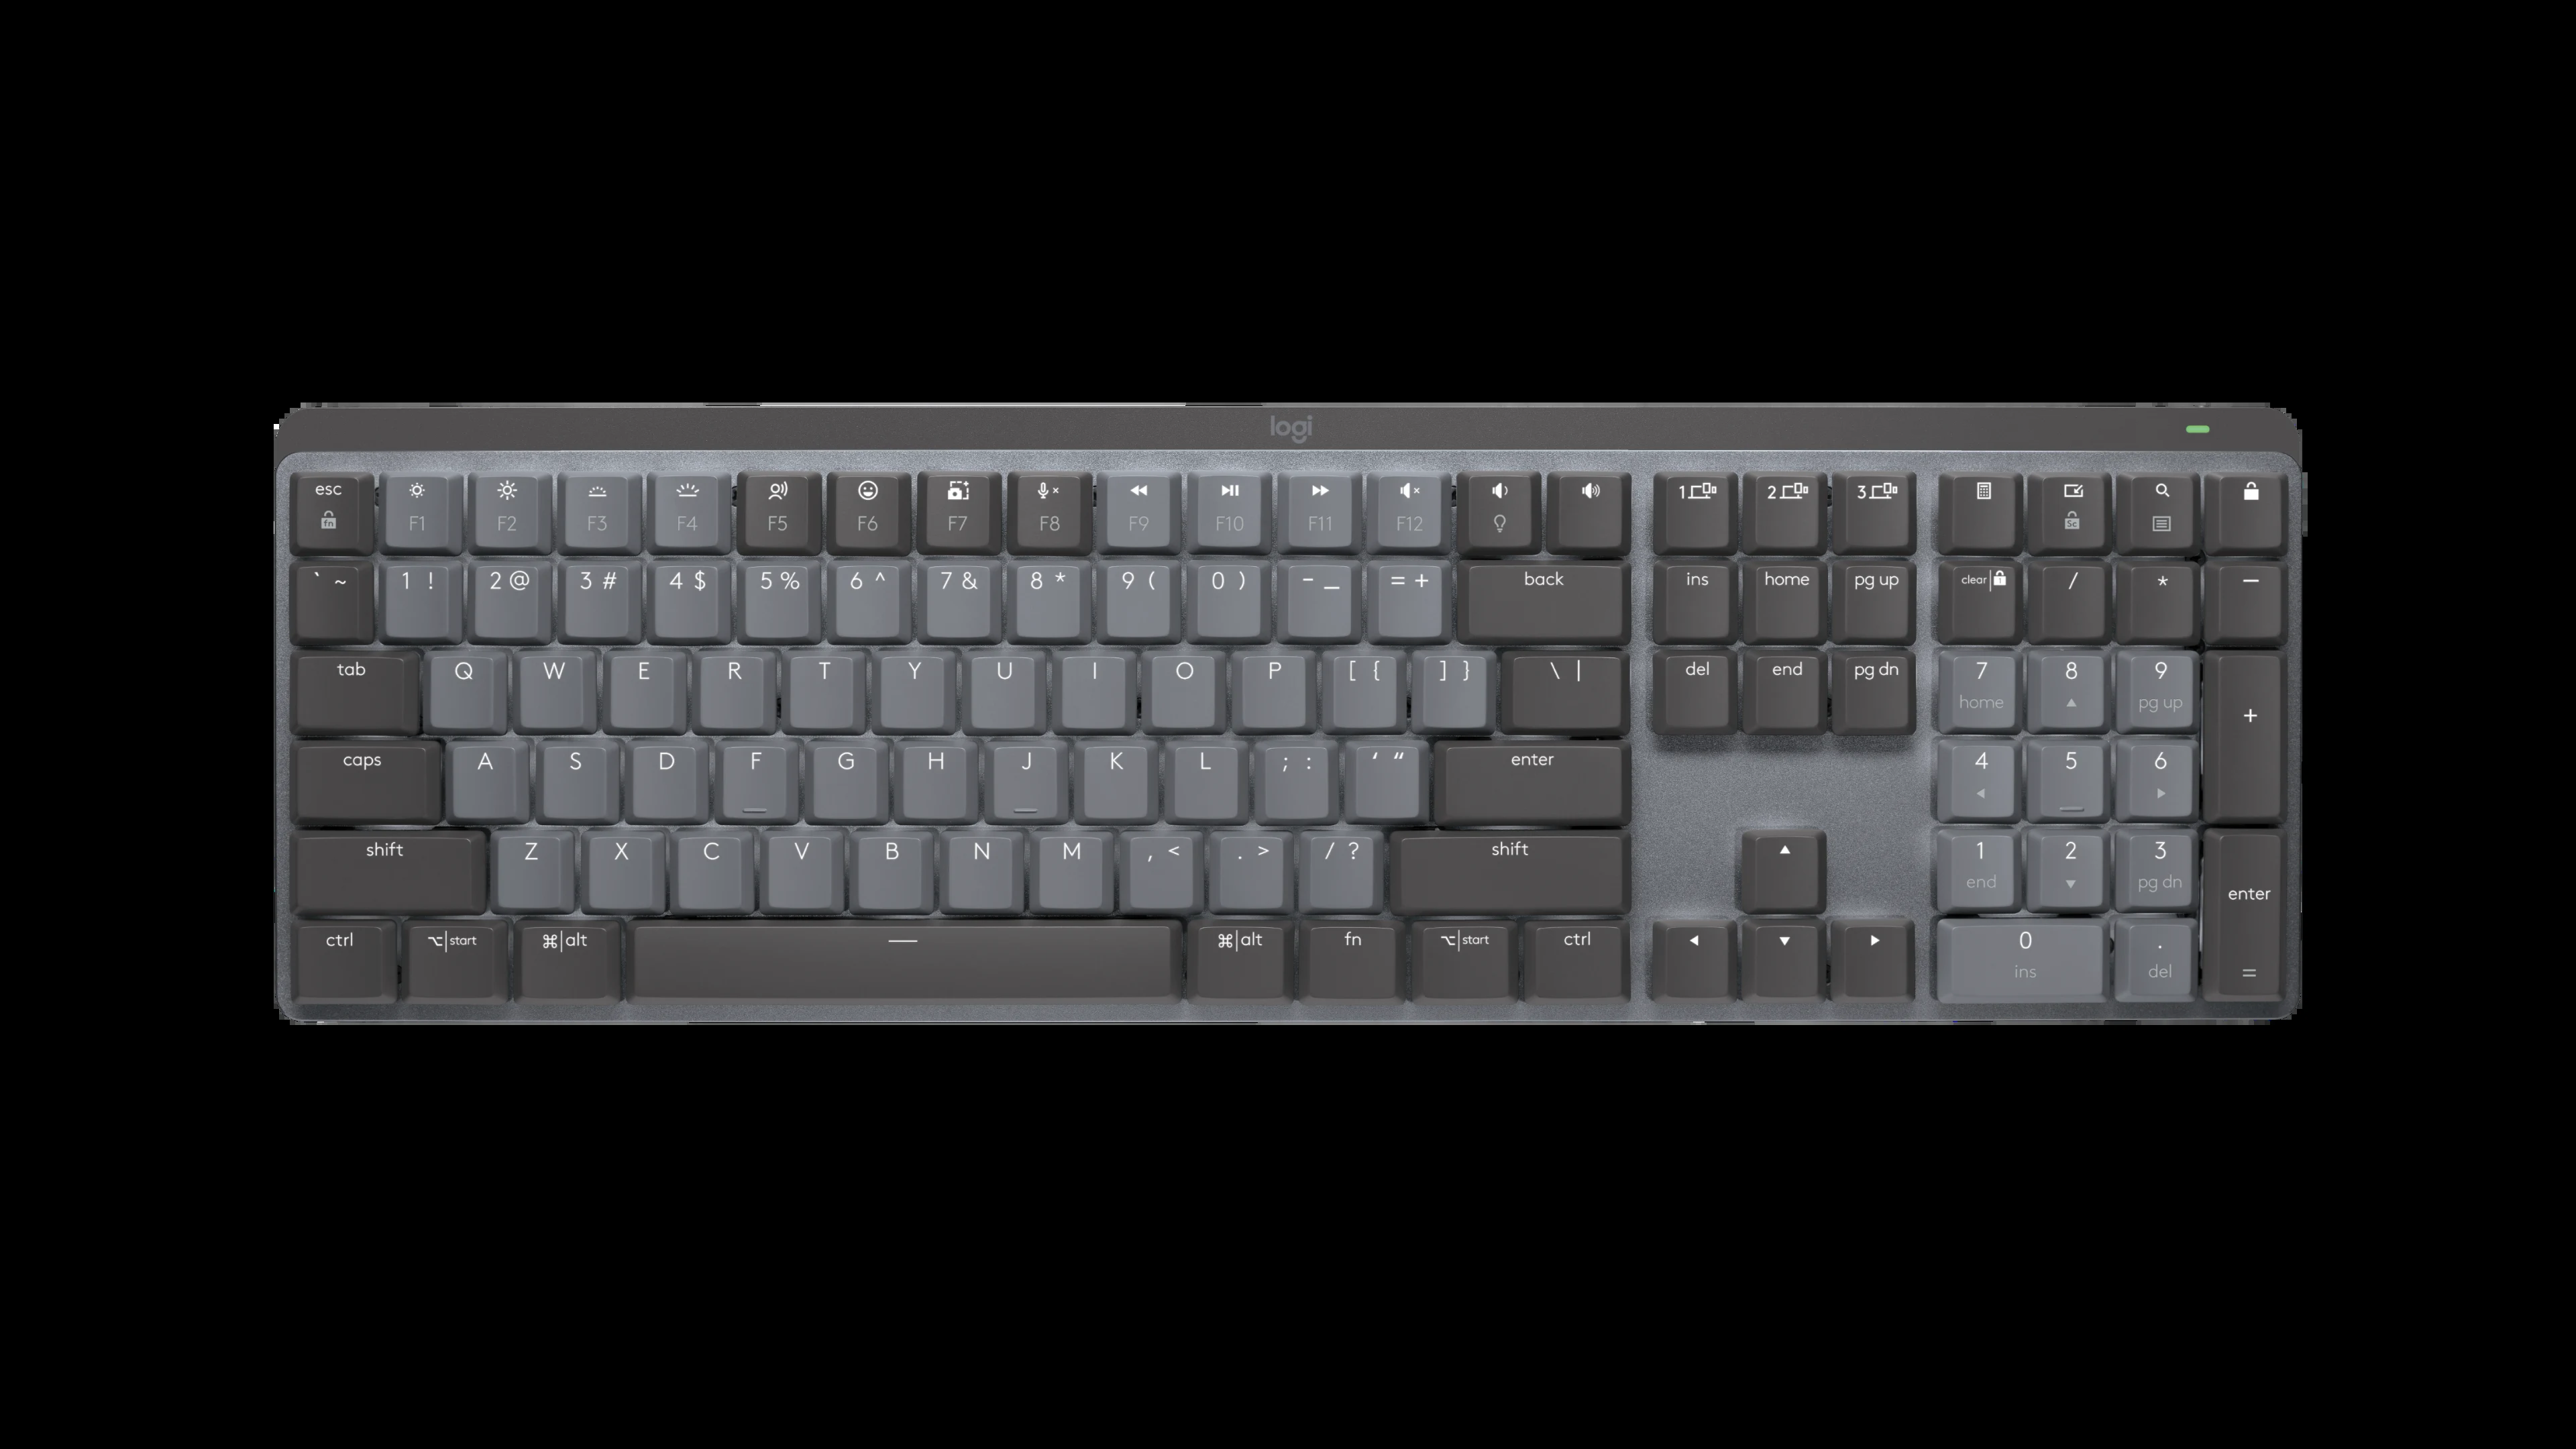 logi
esc F1 F2 F3 F4 F5 F6 F7 F8 F9 F10 F11 F12 1 2 3
fn Sc
` ~ 1 ! 2 @ 3 # 4 $ 5 % 6 ^ 7 & 8 * 9 ( 0 ) - _ = + back ins home pg up clear| / * −
tab Q W E R T Y U I O P [ { ] } \ | del end pg dn 7 home 8 9 pg up +
caps A S D F G H J K L ; : ‘ “ enter 4 5 6
shift Z X C V B N M , < . > / ? shift 1 end 2 3 pg dn enter =
ctrl ⌥|start ⌘|alt ⌘|alt fn ⌥|start ctrl 0 ins . del